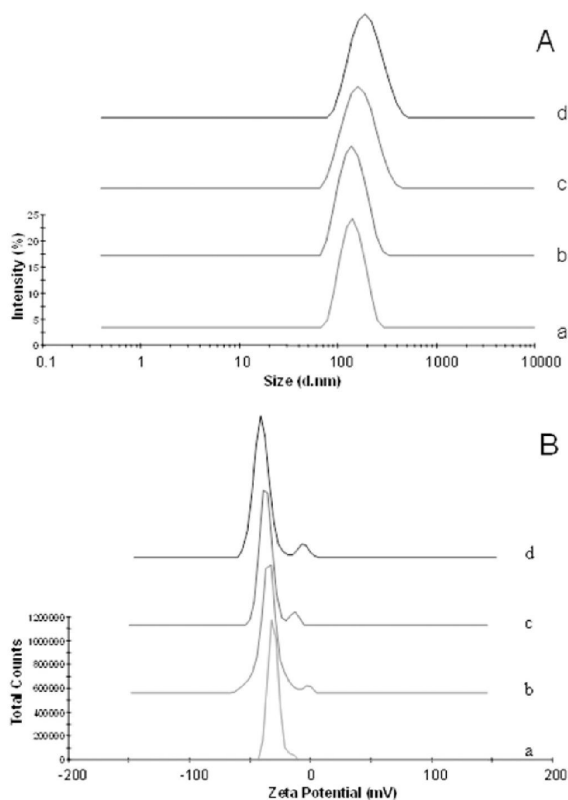 A
d
c
b
a
25
20
15
10
5
0
Intensity (%)
0.1 1 10 100 1000 10000
Size (d.nm)
B
d
c
b
a
1200000
1000000
800000
600000
400000
200000
0
Total Counts
-200 -100 0 100 200
Zeta Potential (mV)